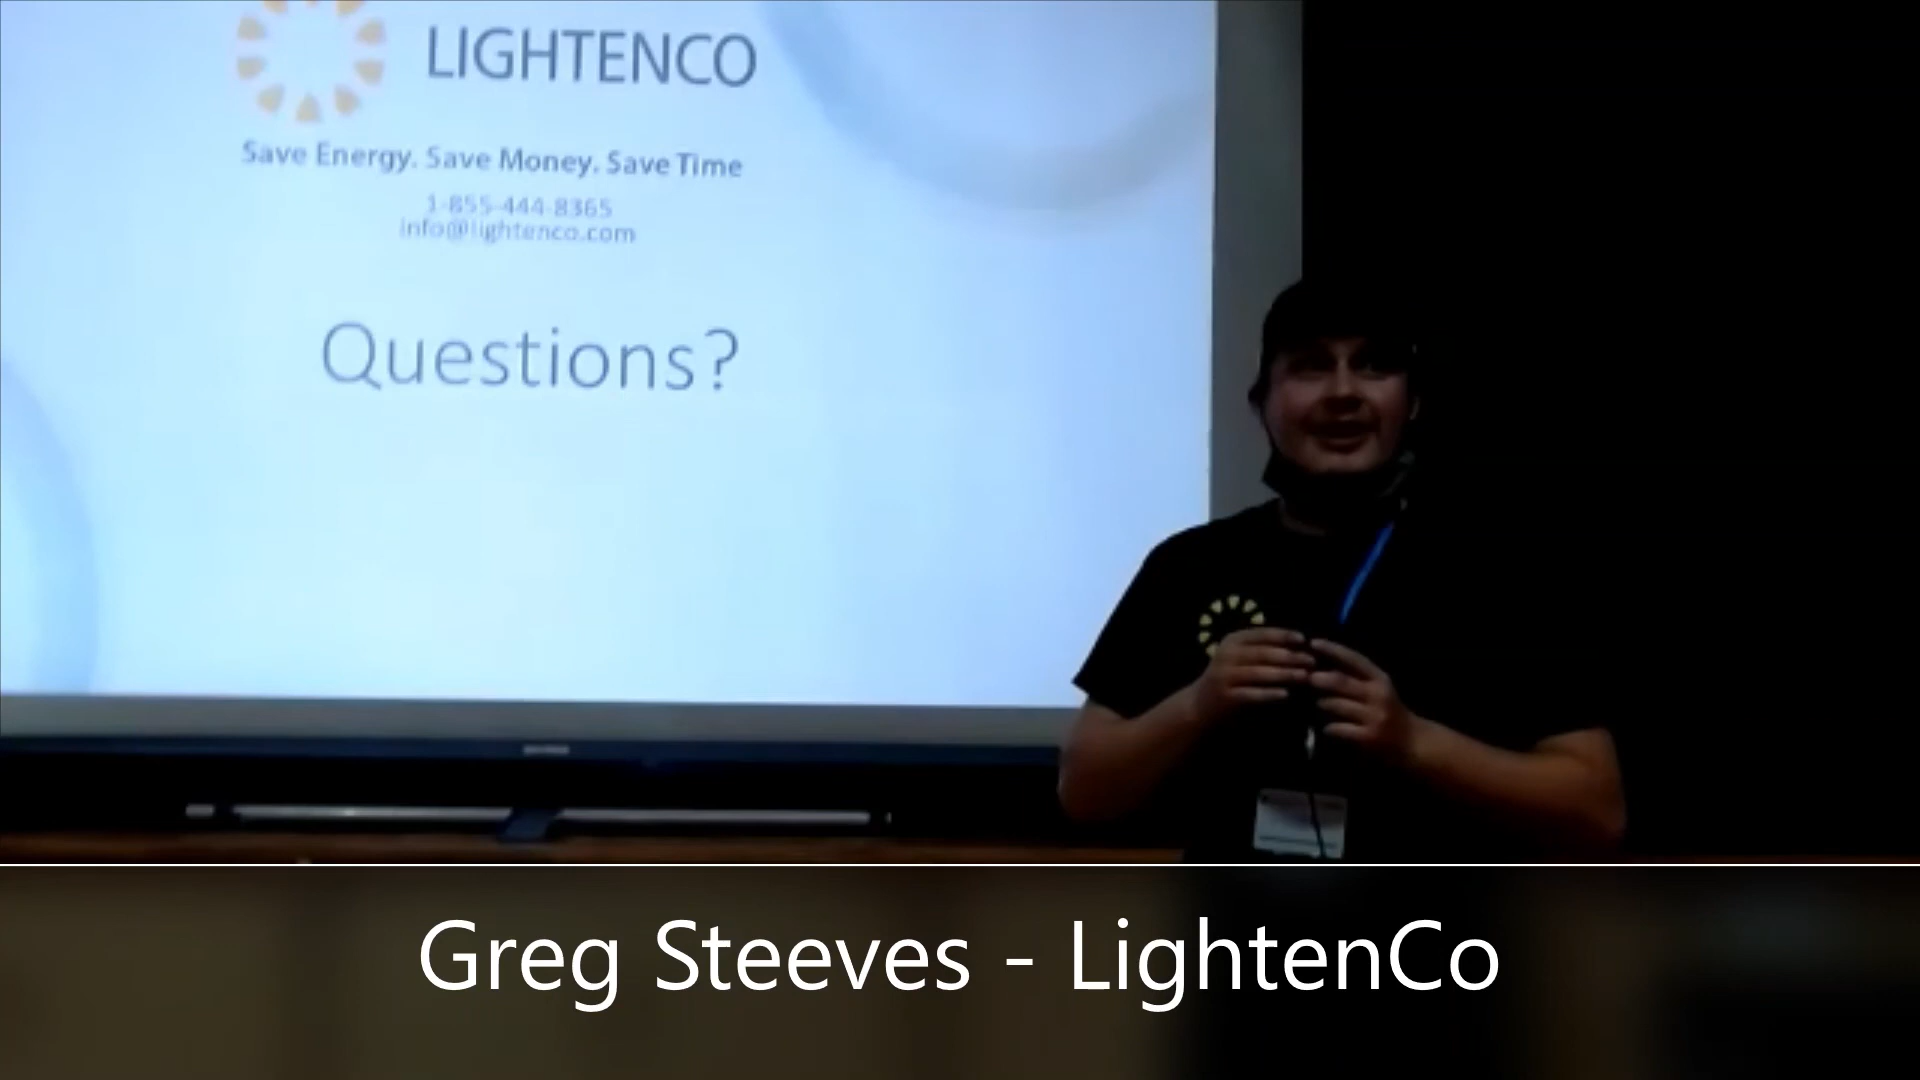 LIGHTENCO
Save Energy. Save Money. Save Time
1-855-444-8365
info@lightenco.com
Questions?
Greg Steeves - LightenCo